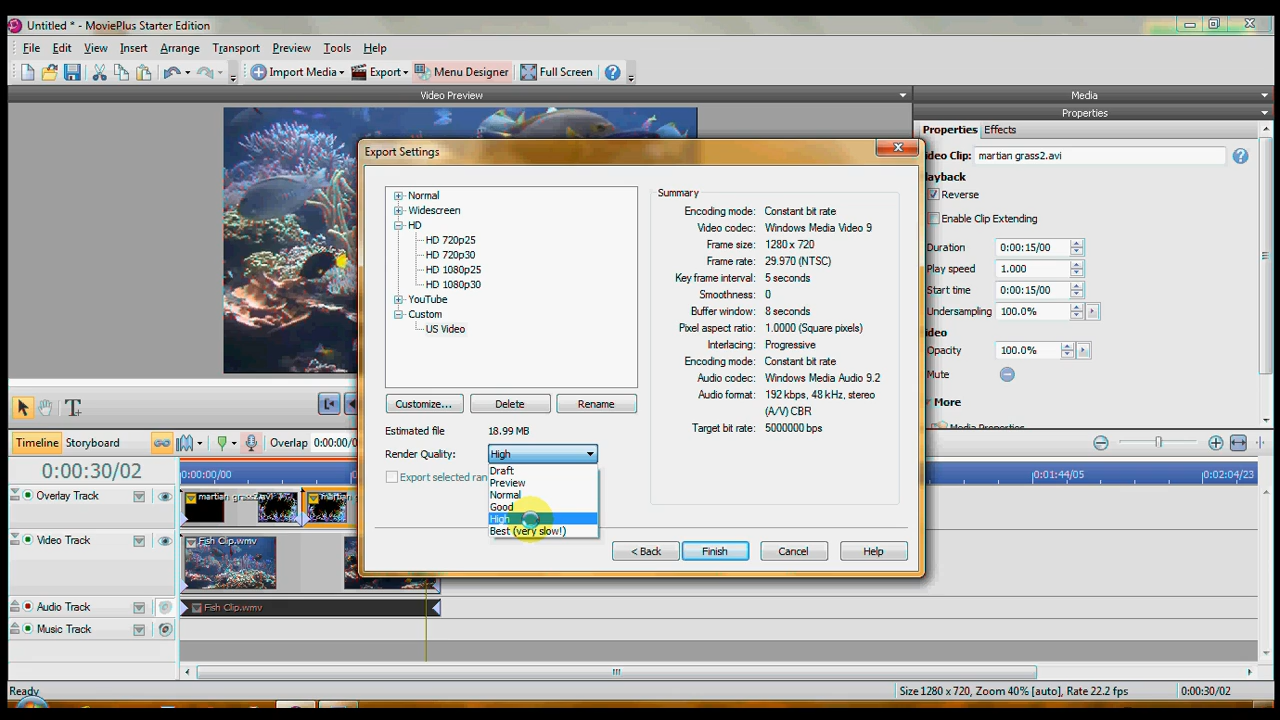 Untitled * - MoviePlus Starter Edition
File Edit View Insert Arrange Transport Preview Tools Help
Import Media Export Menu Designer Full Screen
Video Preview
Media
Properties
Properties Effects
ideo Clip: martian grass2.avi
layback
Reverse
Enable Clip Extending
Duration 0:00:15/00
Play speed 1.000
Start time 0:00:15/00
Undersampling 100.0%
ideo
Opacity 100.0%
Mute
More
Export Settings
Normal
Widescreen
HD
HD 720p25
HD 720p30
HD 1080p25
HD 1080p30
YouTube
Custom
US Video
Customize... Delete Rename
Estimated file 18.99 MB
Render Quality: High
Export selected ran
Draft
Preview
Normal
Good
High
Best (very slow!)
Summary
Encoding mode: Constant bit rate
Video codec: Windows Media Video 9
Frame size: 1280 x 720
Frame rate: 29.970 (NTSC)
Key frame interval: 5 seconds
Smoothness: 0
Buffer window: 8 seconds
Pixel aspect ratio: 1.0000 (Square pixels)
Interlacing: Progressive
Encoding mode: Constant bit rate
Audio codec: Windows Media Audio 9.2
Audio format: 192 kbps, 48 kHz, stereo
(A/V) CBR
Target bit rate: 5000000 bps
< Back Finish Cancel Help
Timeline Storyboard Overlap 0:00:00/0
0:00:30/02 0:00:00/00 0:01:44/05 0:02:04/23
Overlay Track martian grass2.avi martian
Video Track Fish Clip.wmv
Audio Track Fish Clip.wmv
Music Track
Ready Size 1280 x 720, Zoom 40% [auto], Rate 22.2 fps 0:00:30/02